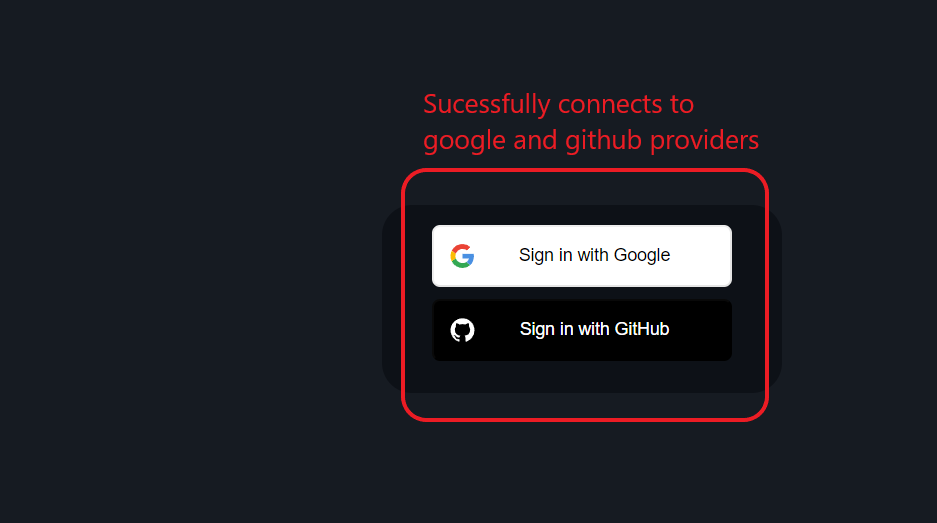 Sucessfully connects to
google and github providers
Sign in with Google
Sign in with GitHub